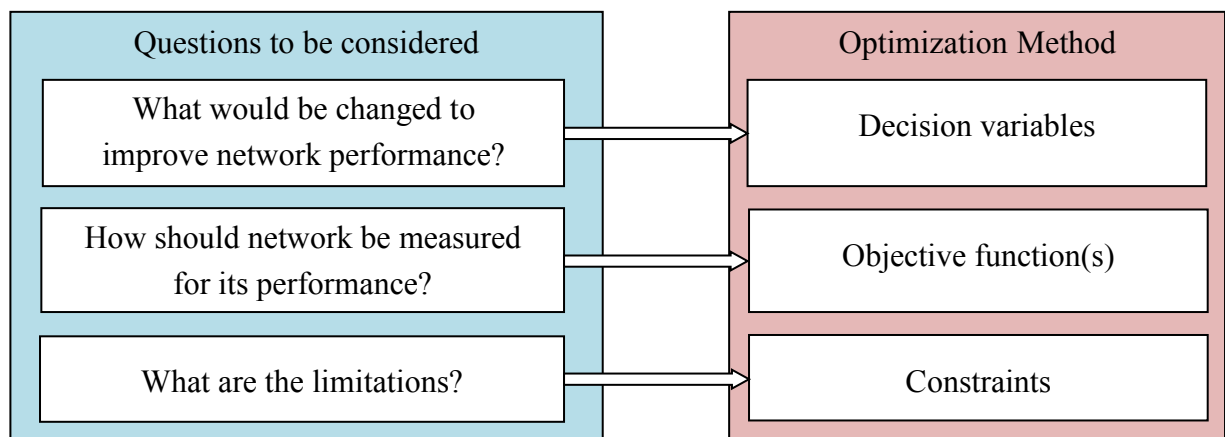 Questions to be considered
What would be changed to
improve network performance?
How should network be measured
for its performance?
What are the limitations?
Optimization Method
Decision variables
Objective function(s)
Constraints